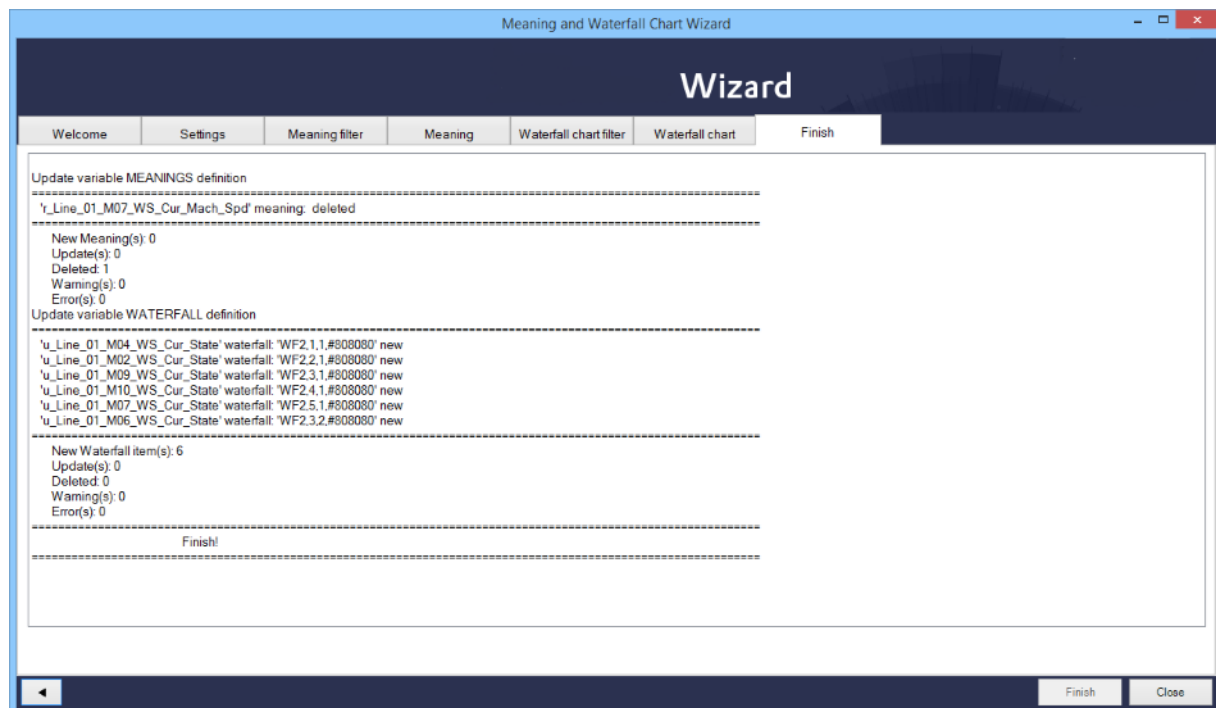 Meaning and Waterfall Chart Wizard
Wizard
Welcome Settings Meaning filter Meaning Waterfall chart filter Waterfall chart Finish
Update variable MEANINGS definition
==============================================================================================================
'r_Line_01_M07_WS_Cur_Mach_Spd' meaning: deleted
==============================================================================================================
New Meaning(s): 0
Update(s): 0
Deleted: 1
Warning(s): 0
Error(s): 0
Update variable WATERFALL definition
==============================================================================================================
'u_Line_01_M04_WS_Cur_State' waterfall: 'WF2,1,1,#808080' new
'u_Line_01_M02_WS_Cur_State' waterfall: 'WF2,2,1,#808080' new
'u_Line_01_M09_WS_Cur_State' waterfall: 'WF2,3,1,#808080' new
'u_Line_01_M10_WS_Cur_State' waterfall: 'WF2,4,1,#808080' new
'u_Line_01_M07_WS_Cur_State' waterfall: 'WF2,5,1,#808080' new
'u_Line_01_M06_WS_Cur_State' waterfall: 'WF2,3,2,#808080' new
==============================================================================================================
New Waterfall item(s): 6
Update(s): 0
Deleted: 0
Warning(s): 0
Error(s): 0
==============================================================================================================
Finish!
==============================================================================================================
Finish Close